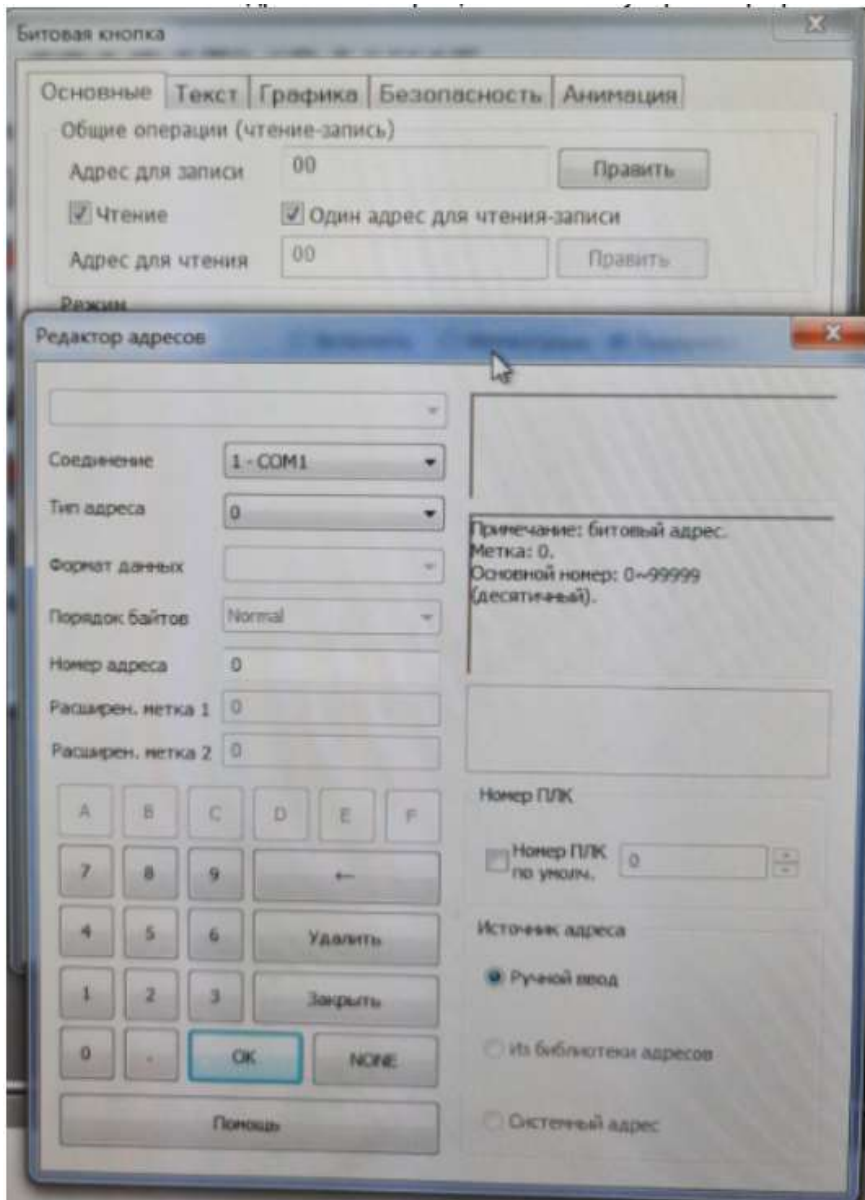 Битовая кнопка
Основные Текст Графика Безопасность Анимация
Общие операции (чтение-запись)
Адрес для записи 00 Править
Чтение Один адрес для чтения-записи
Адрес для чтения 00 Править
Режим
Редактор адресов
Соединение 1 - COM1
Тип адреса 0
Примечание: битовый адрес.
Метка: 0.
Основной номер: 0~99999
(десятичный).
Формат данных
Порядок байтов Normal
Номер адреса 0
Расширен. метка 1 0
Расширен. метка 2 0
Номер ПЛК
Номер ПЛК
по умолч. 0
A B C D E F
7 8 9 ←
4 5 6 Удалить
1 2 3 Закрыть
0 . OK NONE
Помощь
Источник адреса
Ручной ввод
Из библиотеки адресов
Системный адрес